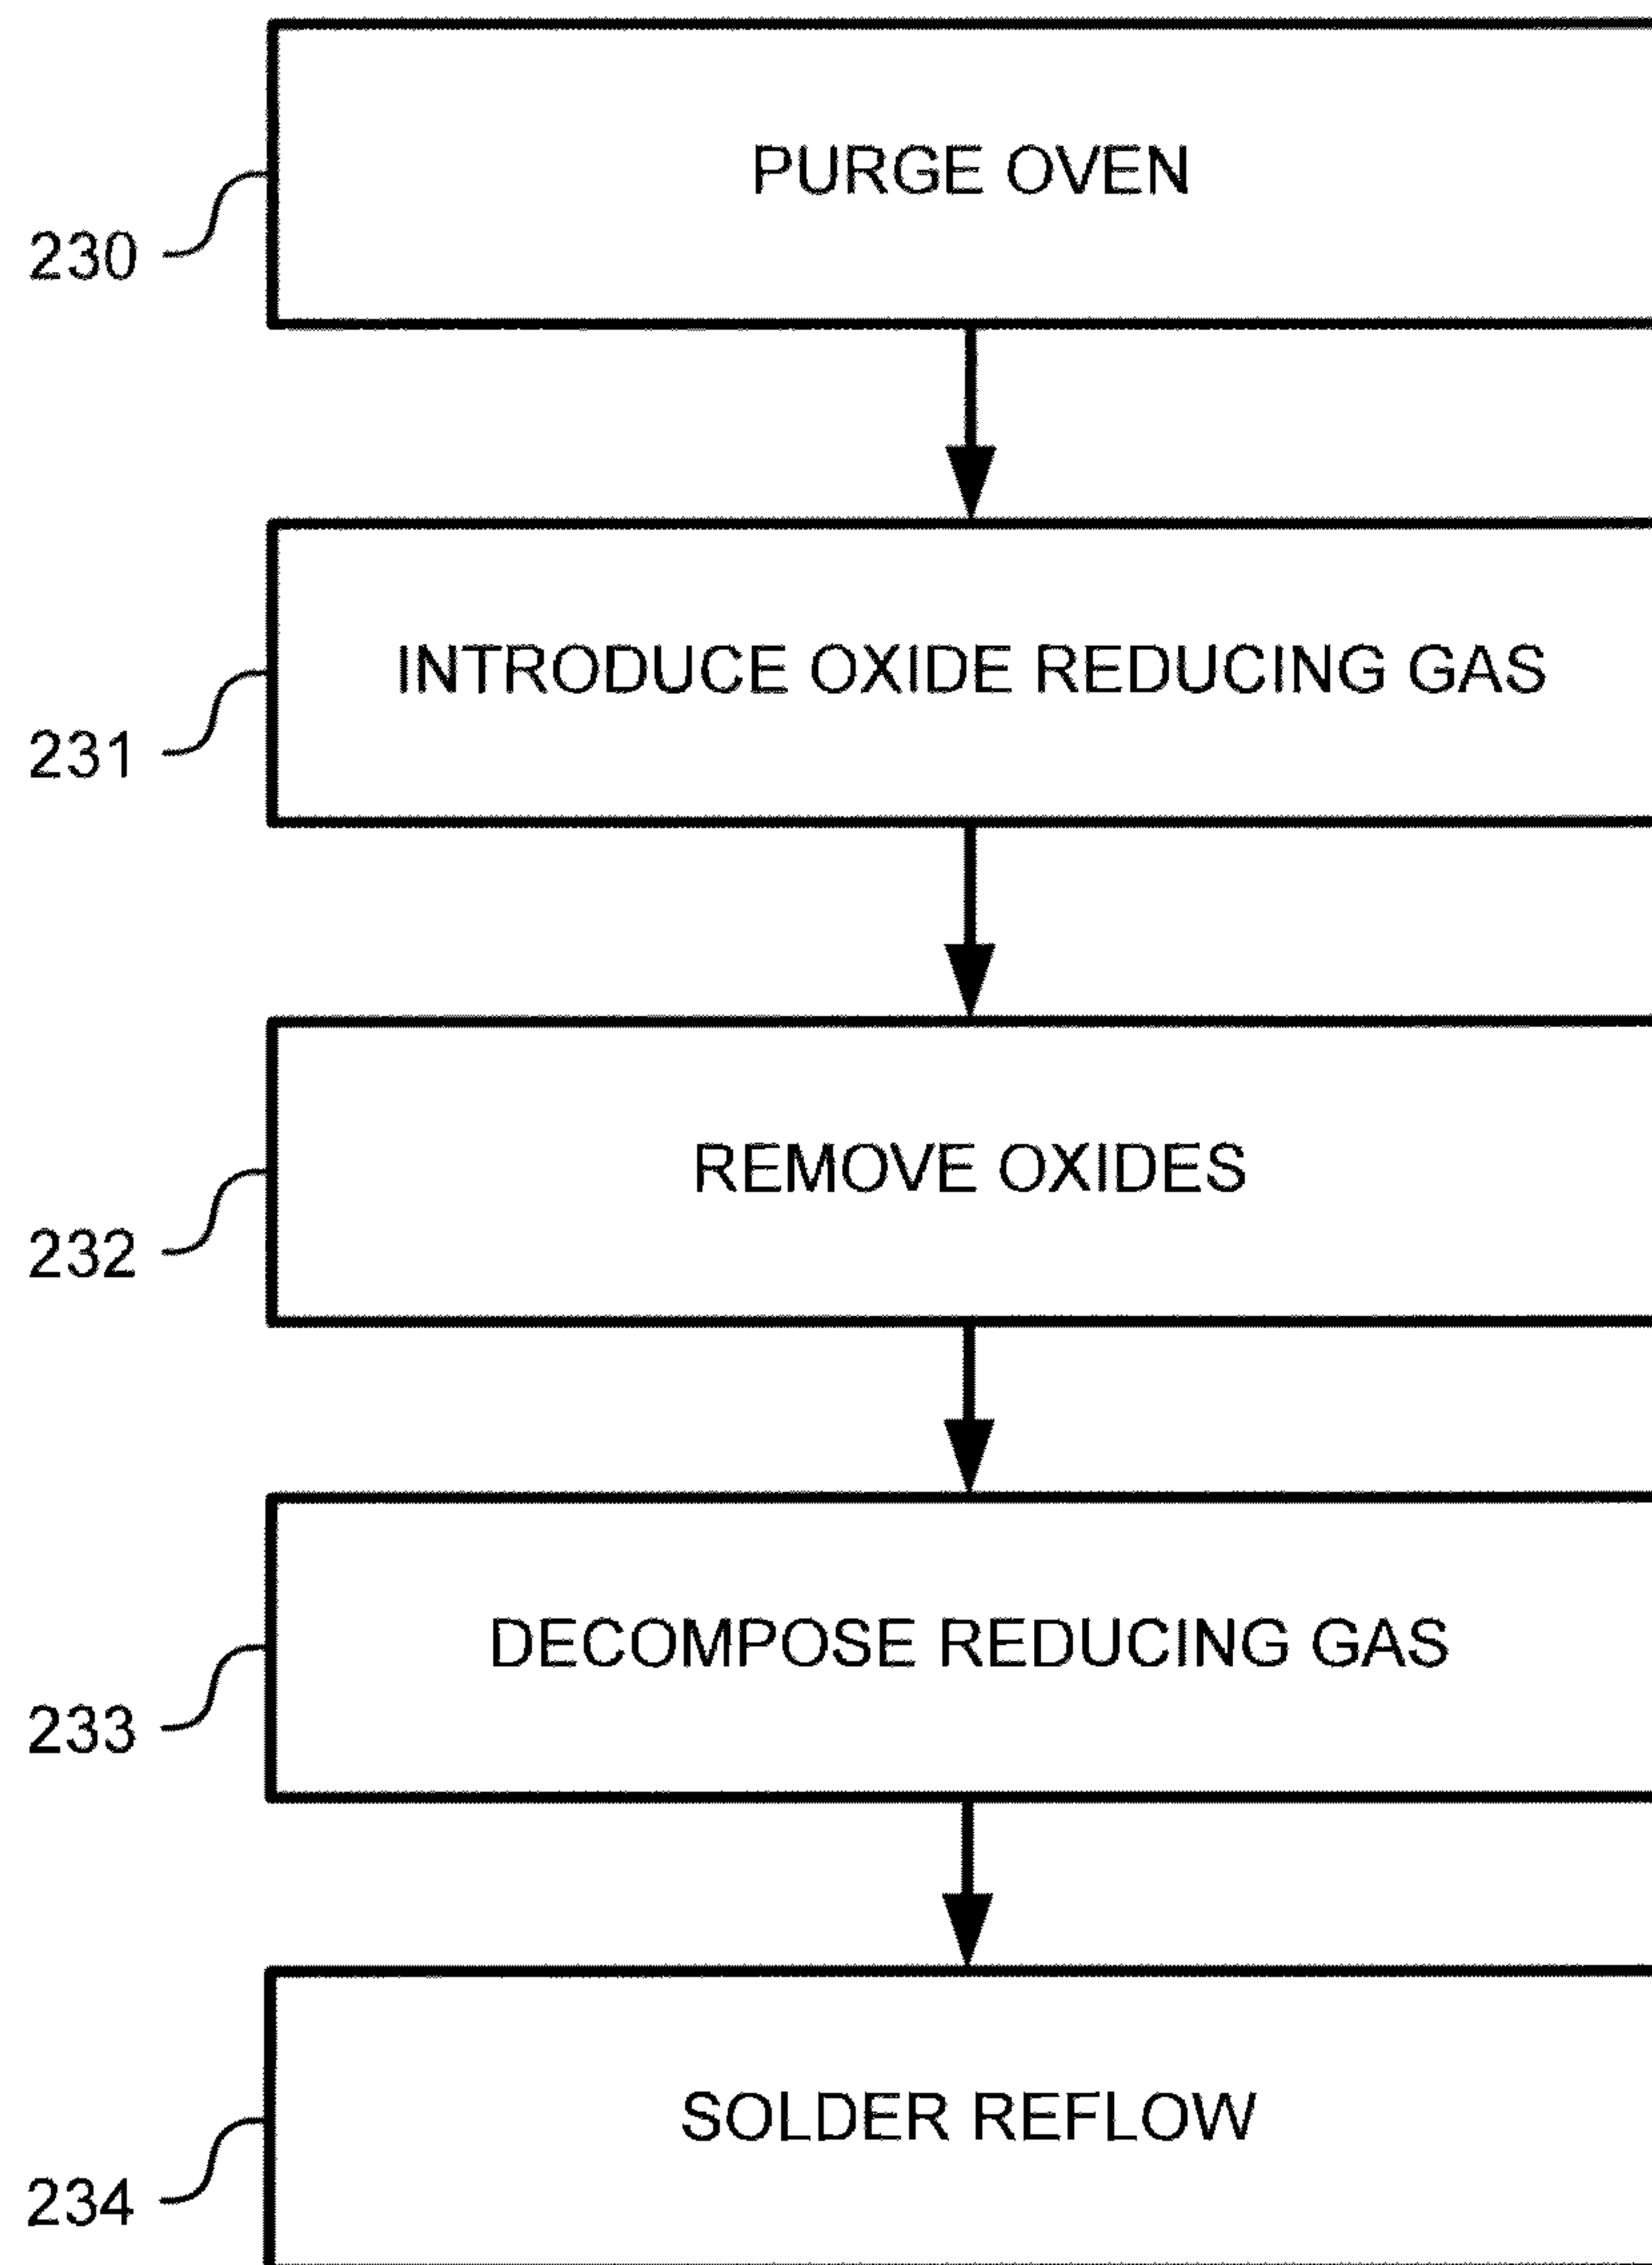 PURGE OVEN
230
INTRODUCE OXIDE REDUCING GAS
231
REMOVE OXIDES
232
DECOMPOSE REDUCING GAS
233
SOLDER REFLOW
234